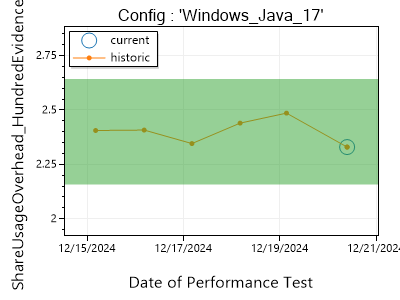 Config : 'Windows_Java_17'
current
historic
ShareUsageOverhead_HundredEvidence
2.75
2.5
2.25
2
12/15/2024
12/17/2024
12/19/2024
12/21/2024
Date of Performance Test